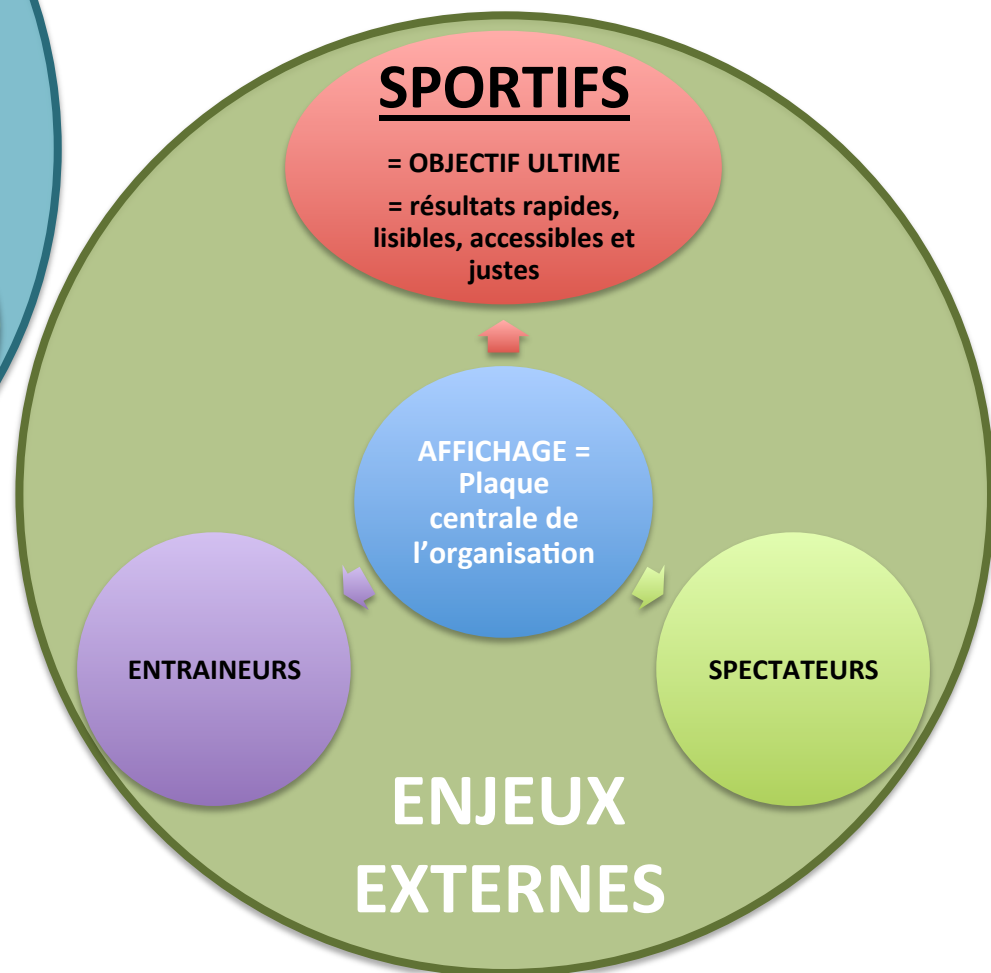 SPORTIFS
= OBJECTIF ULTIME
= résultats rapides,
lisibles, accessibles et
justes
AFFICHAGE =
Plaque
centrale de
l’organisation
ENTRAINEURS
SPECTATEURS
ENJEUX
EXTERNES